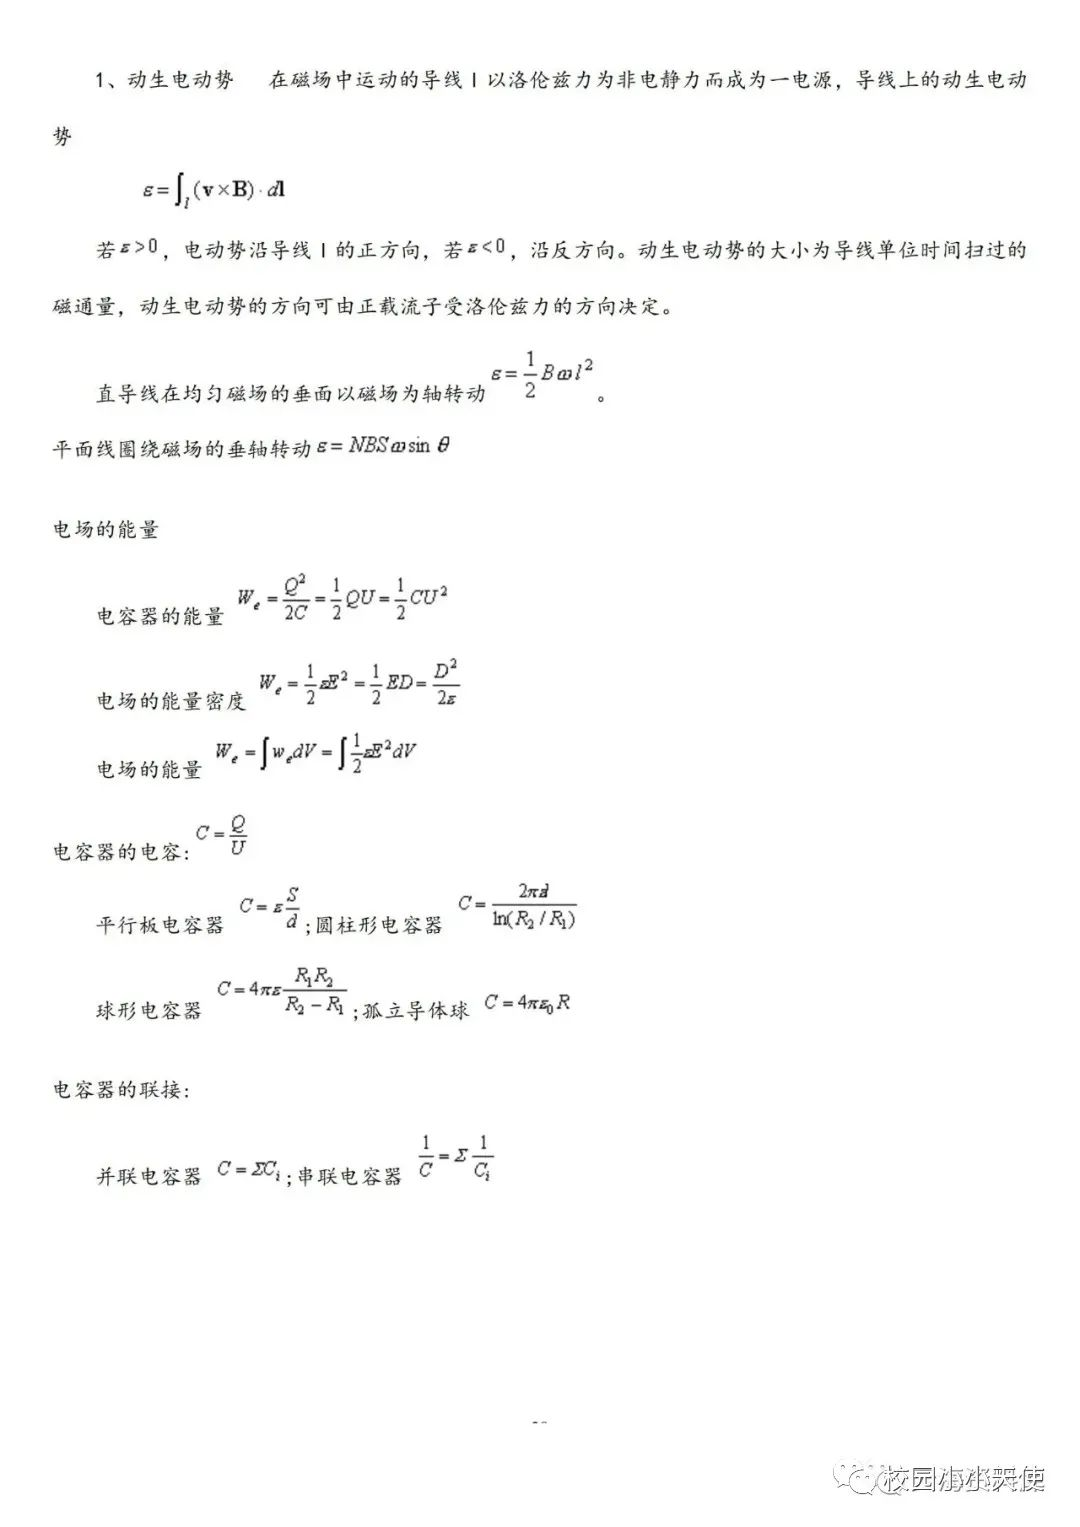 1、动生电动势 在磁场中运动的导线 l 以洛伦兹力为非电静力而成为一电源，导线上的动生电动
势
ε=∫_l(v×B)·dl
若ε>0，电动势沿导线 l 的正方向，若ε<0，沿反方向。动生电动势的大小为导线单位时间扫过的
磁通量，动生电动势的方向可由正载流子受洛伦兹力的方向决定。
直导线在均匀磁场的垂面以磁场为轴转动 ε=1/2 Bωl²。
平面线圈绕磁场的垂轴转动 ε=NBSωsin θ
电场的能量
电容器的能量 W_e=Q²/2C=1/2 QU=1/2 CU²
电场的能量密度 W_e=1/2 εE²=1/2 ED=D²/2ε
电场的能量 W_e=∫w_e dV=∫1/2 εE²dV
电容器的电容: C=Q/U
平行板电容器 C=ε S/d ;圆柱形电容器 C=2πεl/ln(R₂/R₁)
球形电容器 C=4πε R₁R₂/(R₂−R₁) ;孤立导体球 C=4πε₀R
电容器的联接:
并联电容器 C=ΣC_i ;串联电容器 1/C=Σ 1/C_i